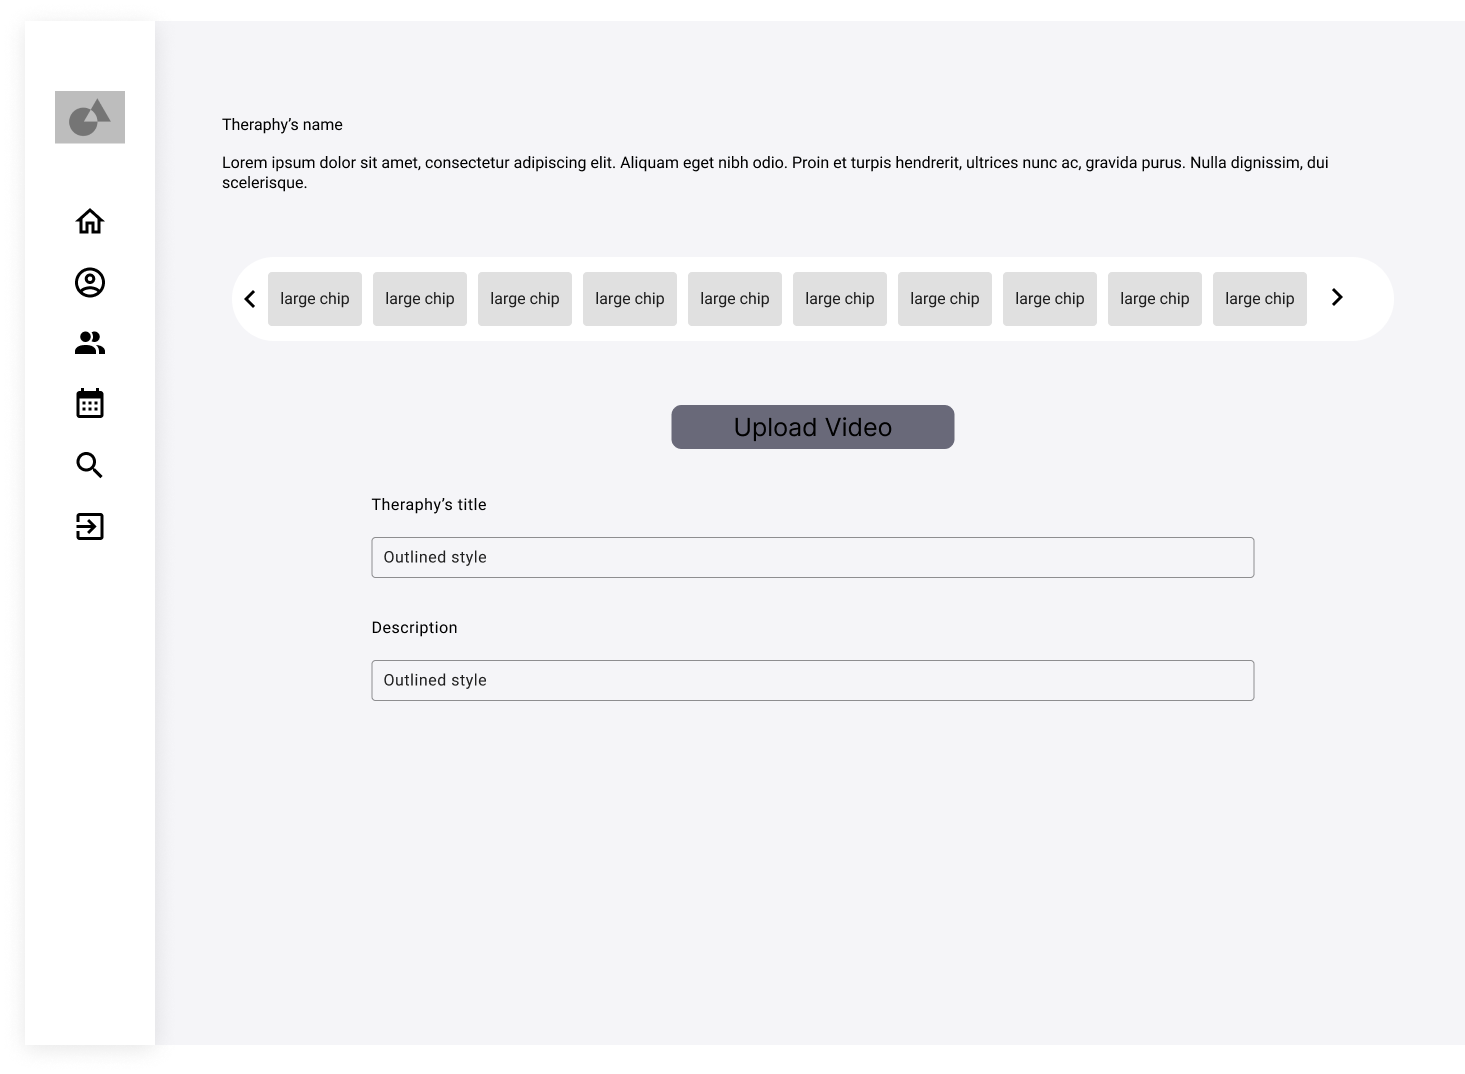 Theraphy’s name
Lorem ipsum dolor sit amet, consectetur adipiscing elit. Aliquam eget nibh odio. Proin et turpis hendrerit, ultrices nunc ac, gravida purus. Nulla dignissim, dui
scelerisque.
large chip large chip large chip large chip large chip large chip large chip large chip large chip large chip
Upload Video
Theraphy’s title
Outlined style
Description
Outlined style